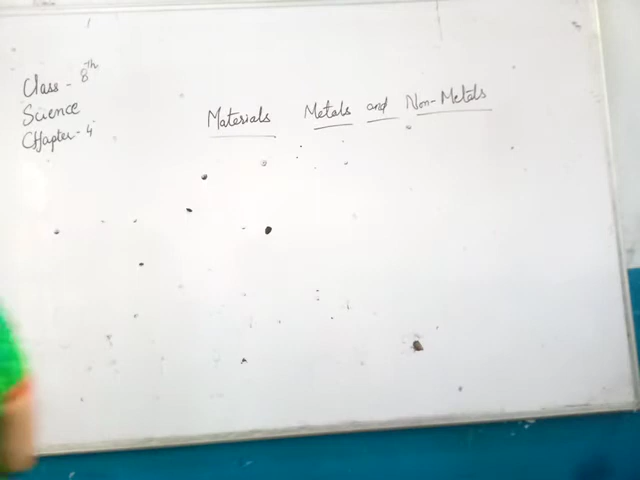 Class - 8th
Science
Chapter - 4
Materials Metals and Non-Metals